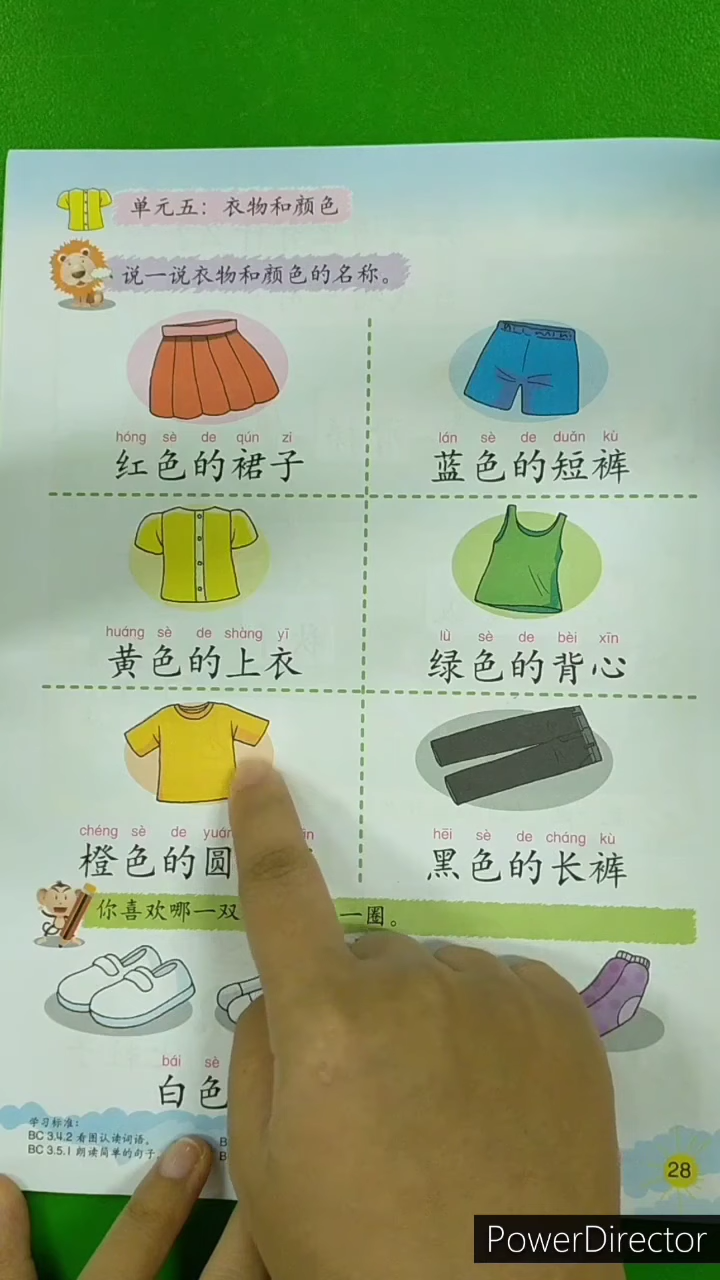 单元五：衣物和颜色
说一说衣物和颜色的名称。
hóng sè de qún zi
红色的裙子
lán sè de duǎn kù
蓝色的短裤
huáng sè de shàng yī
黄色的上衣
lǜ sè de bèi xīn
绿色的背心
chéng sè de
橙色的圆
hēi sè de cháng kù
黑色的长裤
你喜欢哪一双 一圈。
bái sè
白色
学习标准：
BC 3.4.2 看图认读词语。
BC 3.5.1 朗读简单的句子。
28
PowerDirector